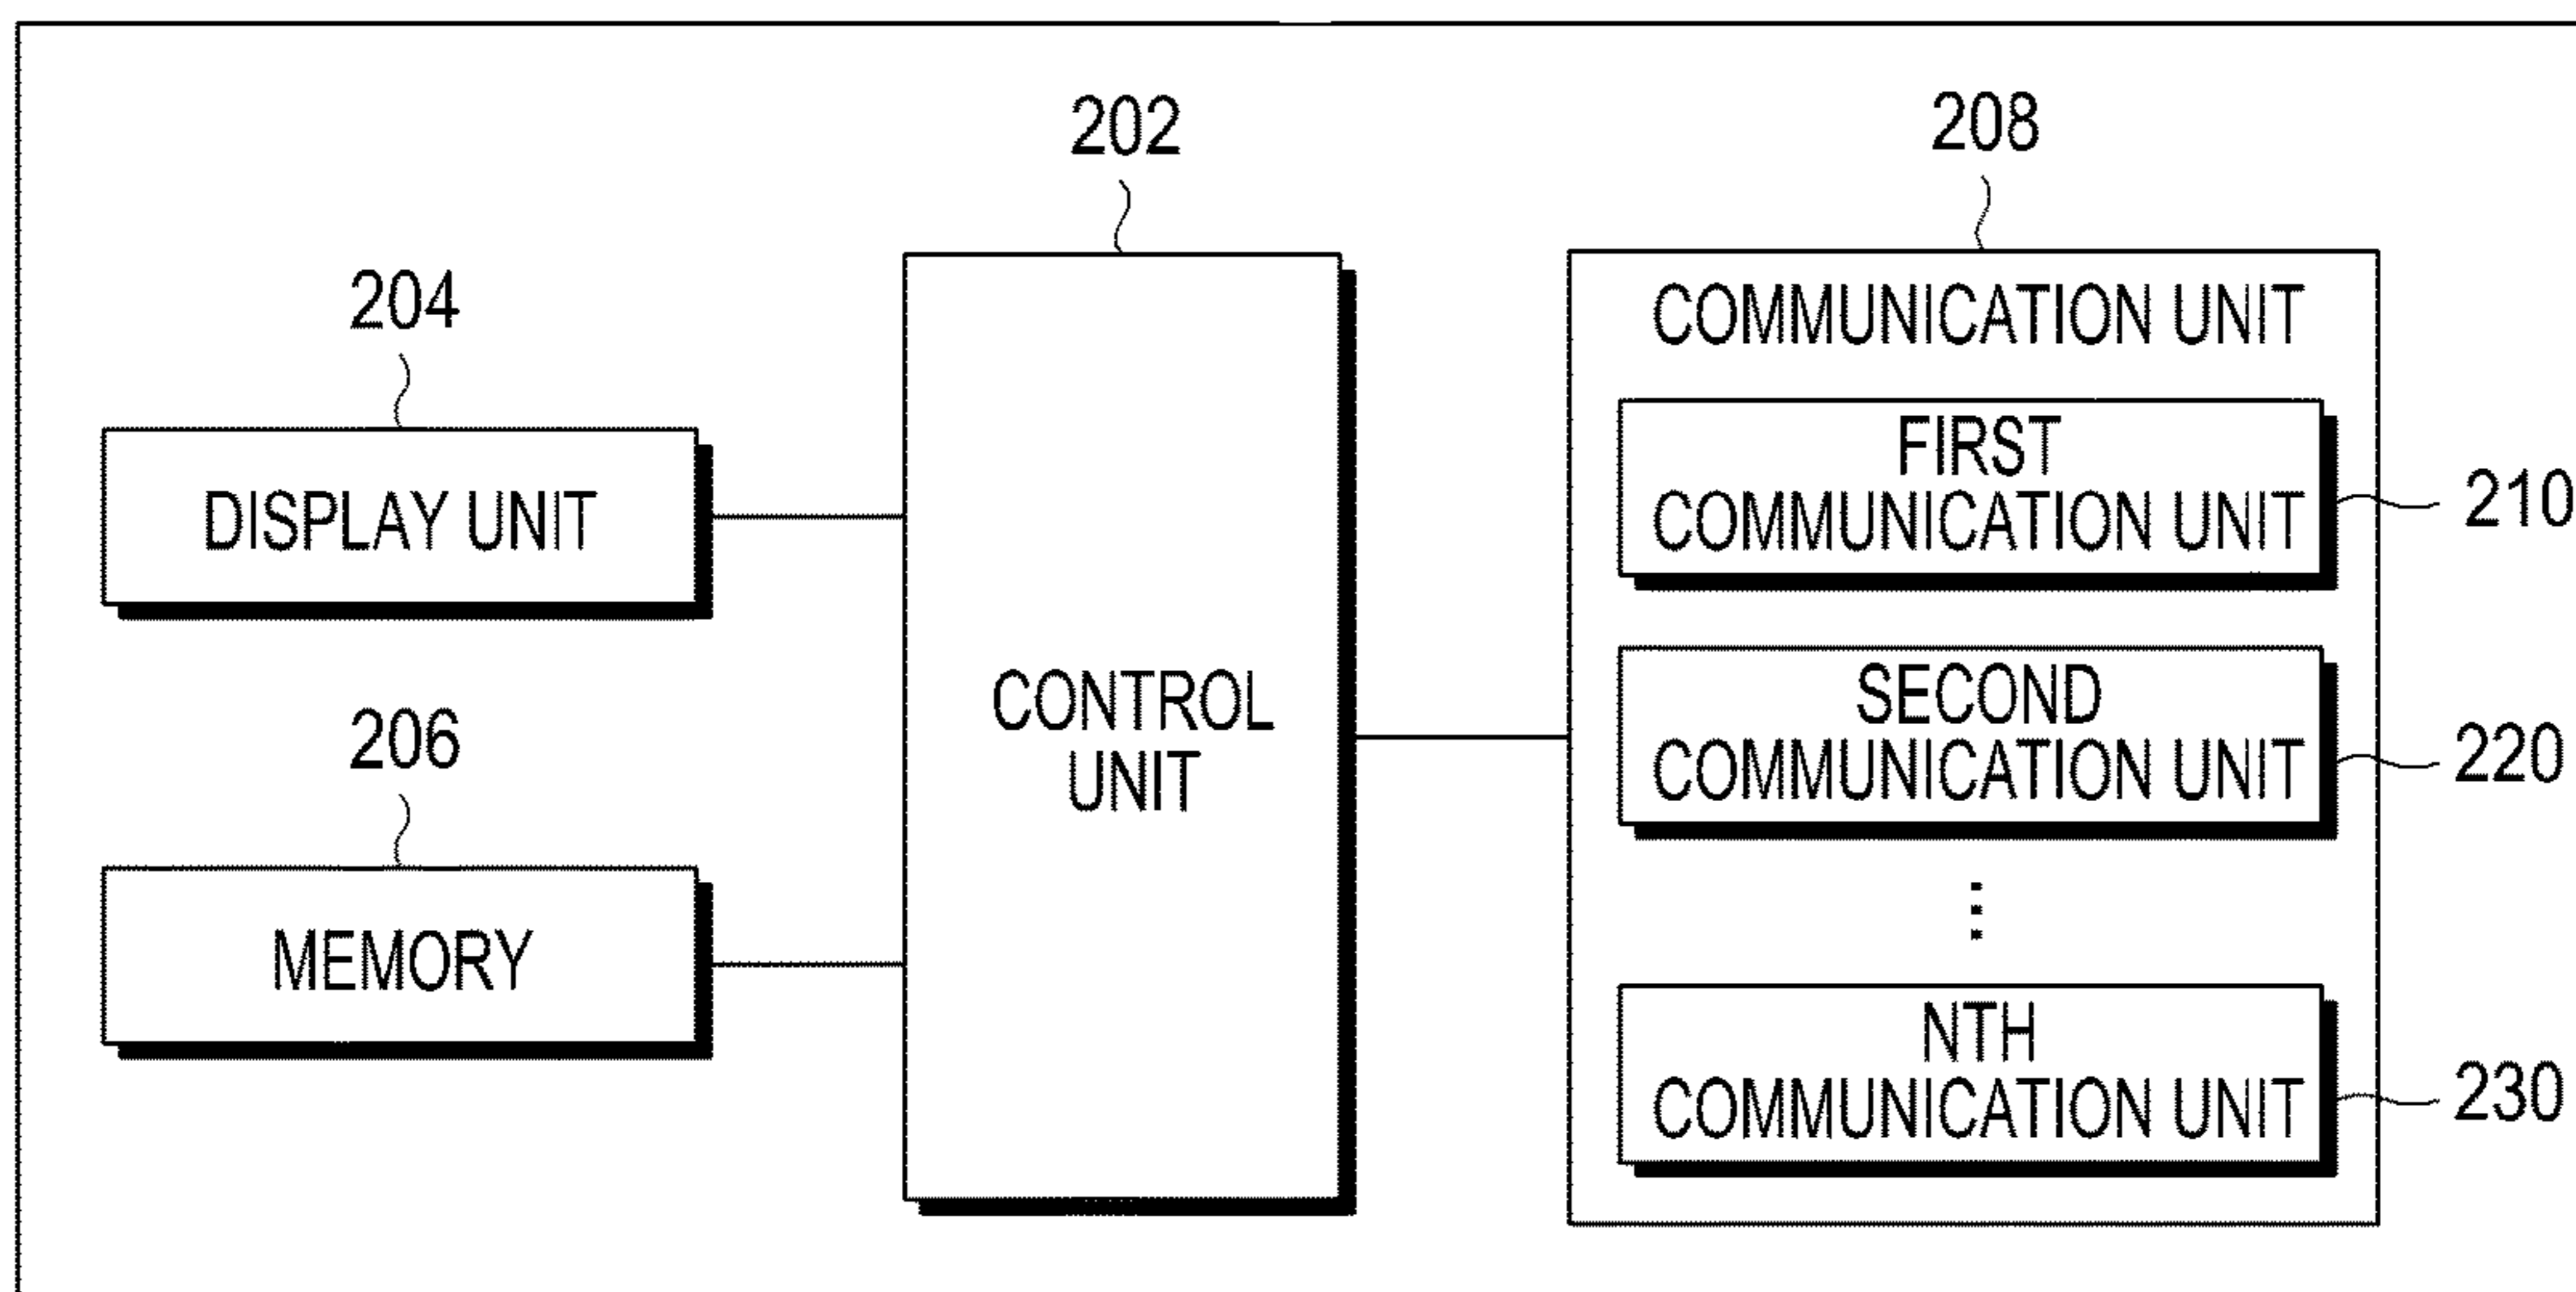 202
208
204
COMMUNICATION UNIT
FIRST
COMMUNICATION UNIT
210
DISPLAY UNIT
SECOND
COMMUNICATION UNIT
220
CONTROL
UNIT
206
MEMORY
NTH
COMMUNICATION UNIT
230